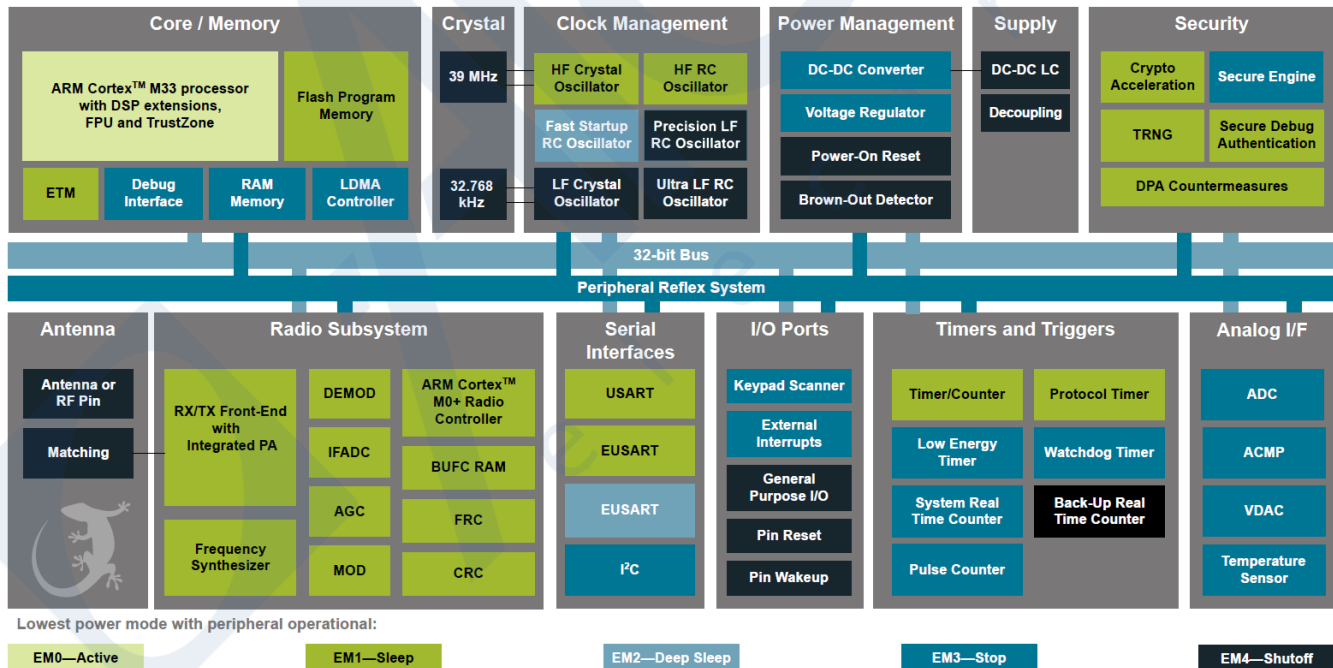 Core / Memory
ARM Cortex™ M33 processor
with DSP extensions,
FPU and TrustZone
Flash Program
Memory
ETM
Debug
Interface
RAM
Memory
LDMA
Controller
Crystal
39 MHz
32.768
kHz
Clock Management
HF Crystal
Oscillator
HF RC
Oscillator
Fast Startup
RC Oscillator
Precision LF
RC Oscillator
LF Crystal
Oscillator
Ultra LF RC
Oscillator
Power Management
DC-DC Converter
Voltage Regulator
Power-On Reset
Brown-Out Detector
Supply
DC-DC LC
Decoupling
Security
Crypto
Acceleration
Secure Engine
TRNG
Secure Debug
Authentication
DPA Countermeasures
32-bit Bus
Peripheral Reflex System
Antenna
Antenna or
RF Pin
Matching
Radio Subsystem
RX/TX Front-End
with
Integrated PA
Frequency
Synthesizer
DEMOD
IFADC
AGC
MOD
ARM Cortex™
M0+ Radio
Controller
BUFC RAM
FRC
CRC
Serial
Interfaces
USART
EUSART
EUSART
I²C
I/O Ports
Keypad Scanner
External
Interrupts
General
Purpose I/O
Pin Reset
Pin Wakeup
Timers and Triggers
Timer/Counter
Protocol Timer
Low Energy
Timer
Watchdog Timer
System Real
Time Counter
Back-Up Real
Time Counter
Pulse Counter
Analog I/F
ADC
ACMP
VDAC
Temperature
Sensor
Lowest power mode with peripheral operational:
EM0—Active
EM1—Sleep
EM2—Deep Sleep
EM3—Stop
EM4—Shutoff